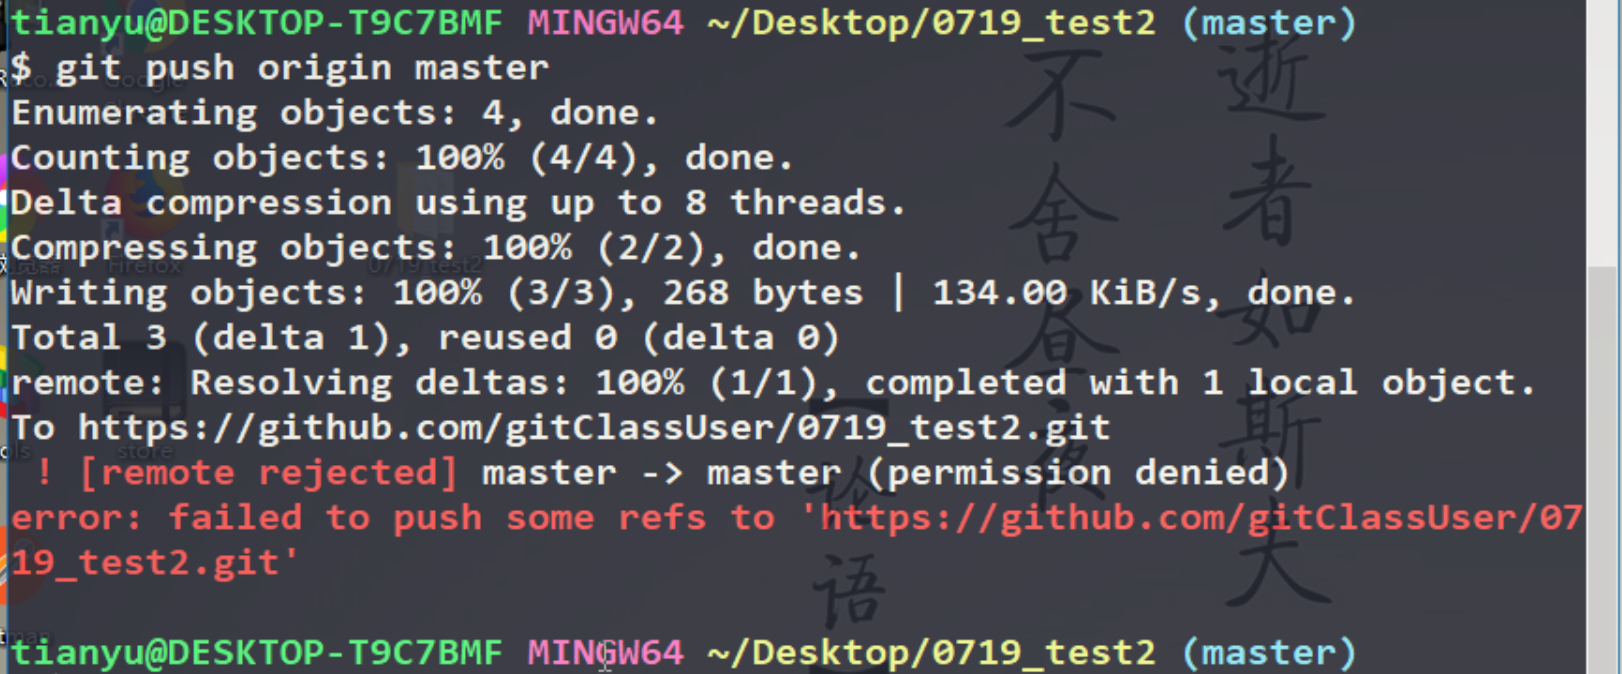 tianyu@DESKTOP-T9C7BMF MINGW64 ~/Desktop/0719_test2 (master)
$ git push origin master
Enumerating objects: 4, done.
Counting objects: 100% (4/4), done.
Delta compression using up to 8 threads.
Compressing objects: 100% (2/2), done.
Writing objects: 100% (3/3), 268 bytes | 134.00 KiB/s, done.
Total 3 (delta 1), reused 0 (delta 0)
remote: Resolving deltas: 100% (1/1), completed with 1 local object.
To https://github.com/gitClassUser/0719_test2.git
 ! [remote rejected] master -> master (permission denied)
error: failed to push some refs to 'https://github.com/gitClassUser/07
19_test2.git'
tianyu@DESKTOP-T9C7BMF MINGW64 ~/Desktop/0719_test2 (master)
逝者如斯夫
不舍昼夜
【论语
Google
Firefox
0719_test2
store